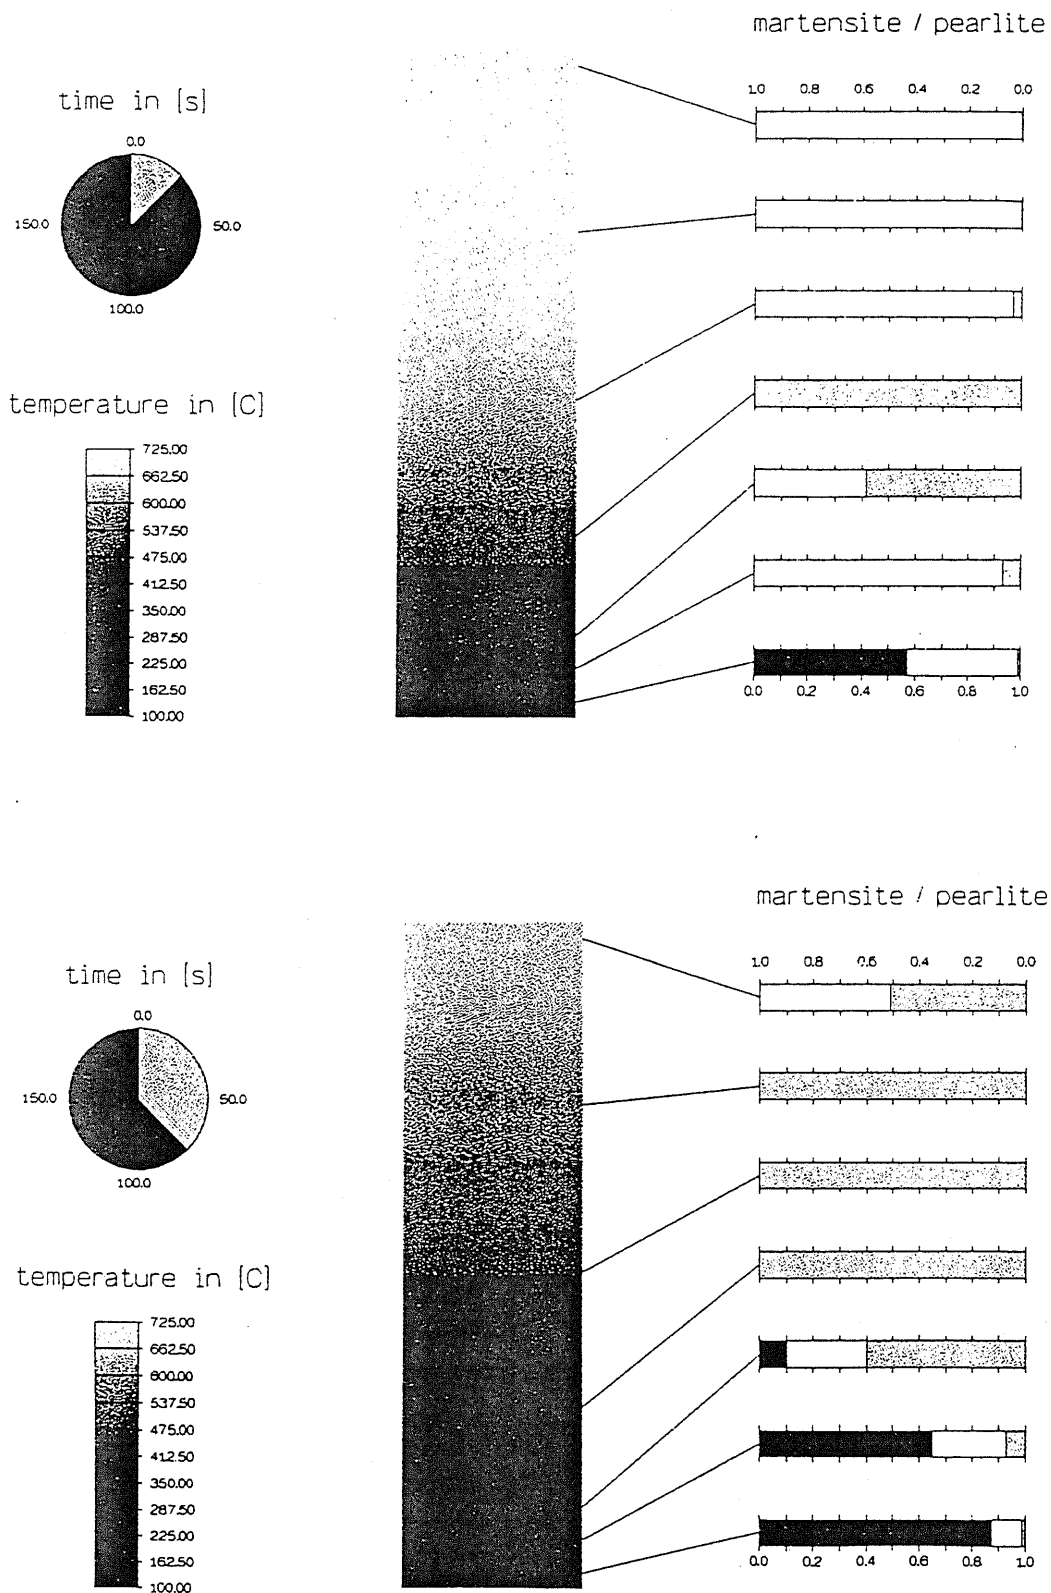 martensite / pearlite
time in [s]
1.0 0.8 0.6 0.4 0.2 0.0
0.0
150.0 50.0
100.0
temperature in [C]
725.00
662.50
600.00
537.50
475.00
412.50
350.00
287.50
225.00
162.50
100.00
0.0 0.2 0.4 0.6 0.8 1.0
martensite / pearlite
time in [s]
1.0 0.8 0.6 0.4 0.2 0.0
0.0
150.0 50.0
100.0
temperature in [C]
725.00
662.50
600.00
537.50
475.00
412.50
350.00
287.50
225.00
162.50
100.00
0.0 0.2 0.4 0.6 0.8 1.0